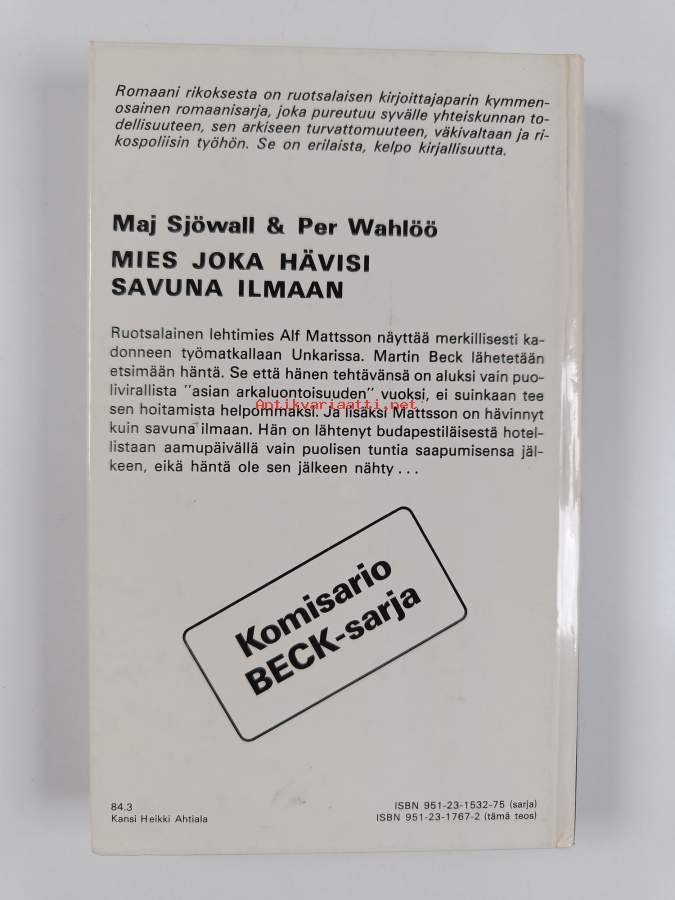 Romaani rikoksesta on ruotsalaisen kirjoittajaparin kymmen-
osainen romaanisarja, joka pureutuu syvälle yhteiskunnan to-
dellisuuteen, sen arkiseen turvattomuuteen, väkivaltaan ja ri-
kospoliisin työhön. Se on erilaista, kelpo kirjallisuutta.
Maj Sjöwall & Per Wahlöö
MIES JOKA HÄVISI
SAVUNA ILMAAN
Ruotsalainen lehtimies Alf Mattsson näyttää merkillisesti ka-
donneen työmatkallaan Unkarissa. Martin Beck lähetetään
etsimään häntä. Se että hänen tehtävänsä on aluksi vain puo-
livirallista "asian arkaluontoisuuden" vuoksi, ei suinkaan tee
Antikvariaatti.net
sen hoitamista helpommaksi. Ja lisäksi Mattsson on hävinnyt
kuin savuna ilmaan. Hän on lähtenyt budapestiläisestä hotel-
listaan aamupäivällä vain puolisen tuntia saapumisensa jäl-
keen, eikä häntä ole sen jälkeen nähty...
Komisario
BECK-sarja
84.3
Kansi Heikki Ahtiala
ISBN 951-23-1532-75 (sarja)
ISBN 951-23-1767-2 (tämä teos)